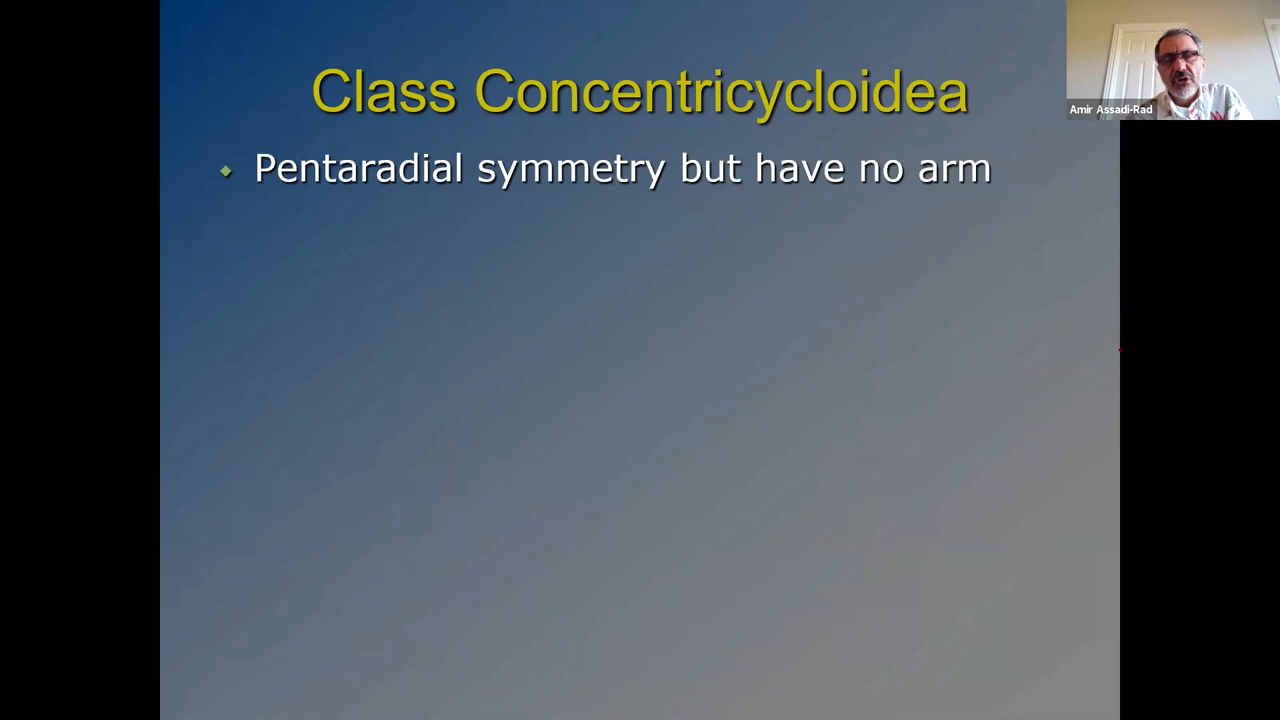 Class Concentricycloidea
Pentaradial symmetry but have no arm
Amir Assadi-Rad